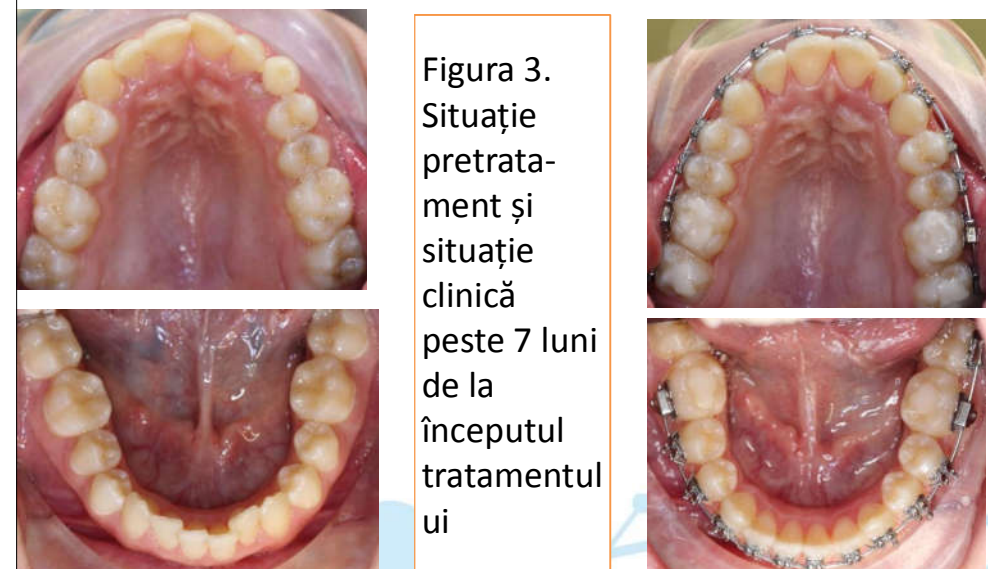 Figura 3.
Situație
pretrata-
ment și
situație
clinică
peste 7 luni
de la
începutul
tratamentul
ui